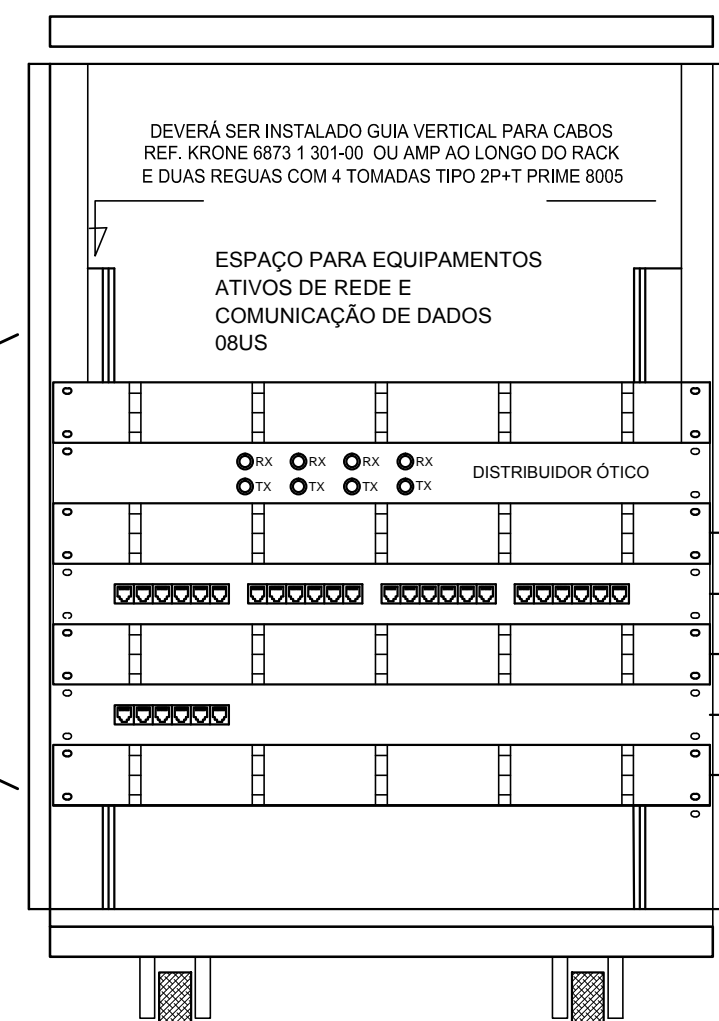 DEVERÁ SER INSTALADO GUIA VERTICAL PARA CABOS
REF. KRONE 6873 1 301-00 OU AMP AO LONGO DO RACK
E DUAS REGUAS COM 4 TOMADAS TIPO 2P+T PRIME 8005
ESPAÇO PARA EQUIPAMENTOS
ATIVOS DE REDE E
COMUNICAÇÃO DE DADOS
08US
RX RX RX RX
DISTRIBUIDOR ÓTICO
TX TX TX TX